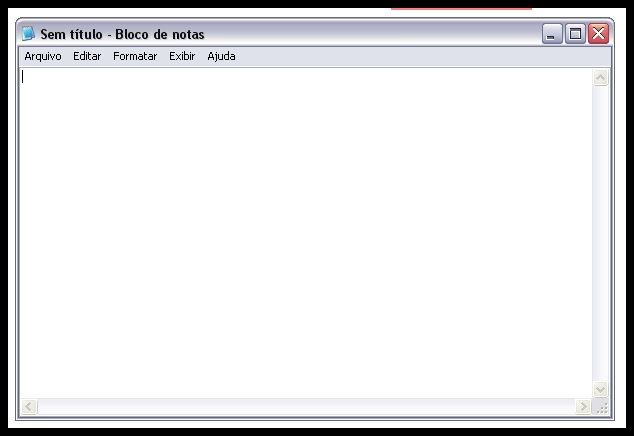 Sem título - Bloco de notas
Arquivo Editar Formatar Exibir Ajuda